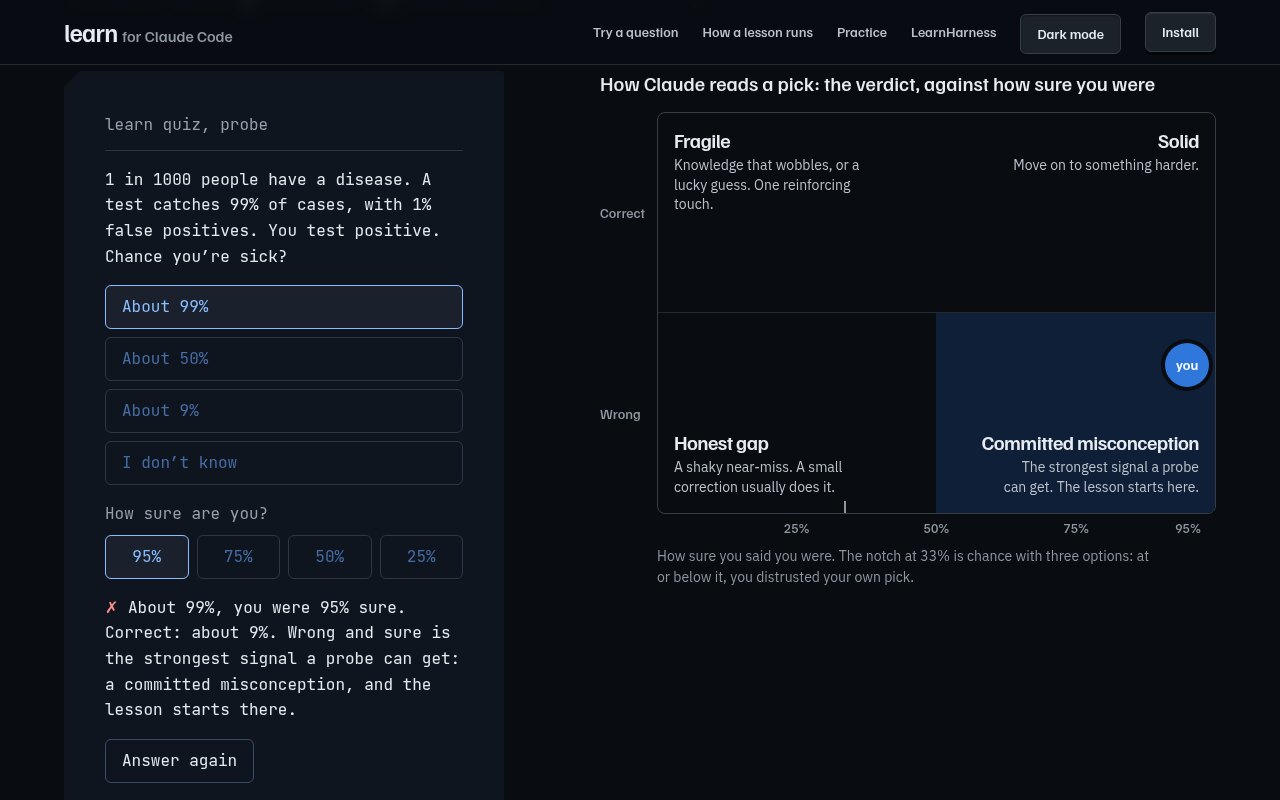 learn for Claude Code
Try a question
How a lesson runs
Practice
LearnHarness
Dark mode
Install
learn quiz, probe
1 in 1000 people have a disease. A
test catches 99% of cases, with 1%
false positives. You test positive.
Chance you’re sick?
About 99%
About 50%
About 9%
I don’t know
How sure are you?
95%
75%
50%
25%
✗ About 99%, you were 95% sure.
Correct: about 9%. Wrong and sure is
the strongest signal a probe can get:
a committed misconception, and the
lesson starts there.
Answer again
How Claude reads a pick: the verdict, against how sure you were
Correct
Fragile
Knowledge that wobbles, or a
lucky guess. One reinforcing
touch.
Solid
Move on to something harder.
Wrong
Honest gap
A shaky near-miss. A small
correction usually does it.
you
Committed misconception
The strongest signal a probe
can get. The lesson starts here.
25%
50%
75%
95%
How sure you said you were. The notch at 33% is chance with three options: at
or below it, you distrusted your own pick.